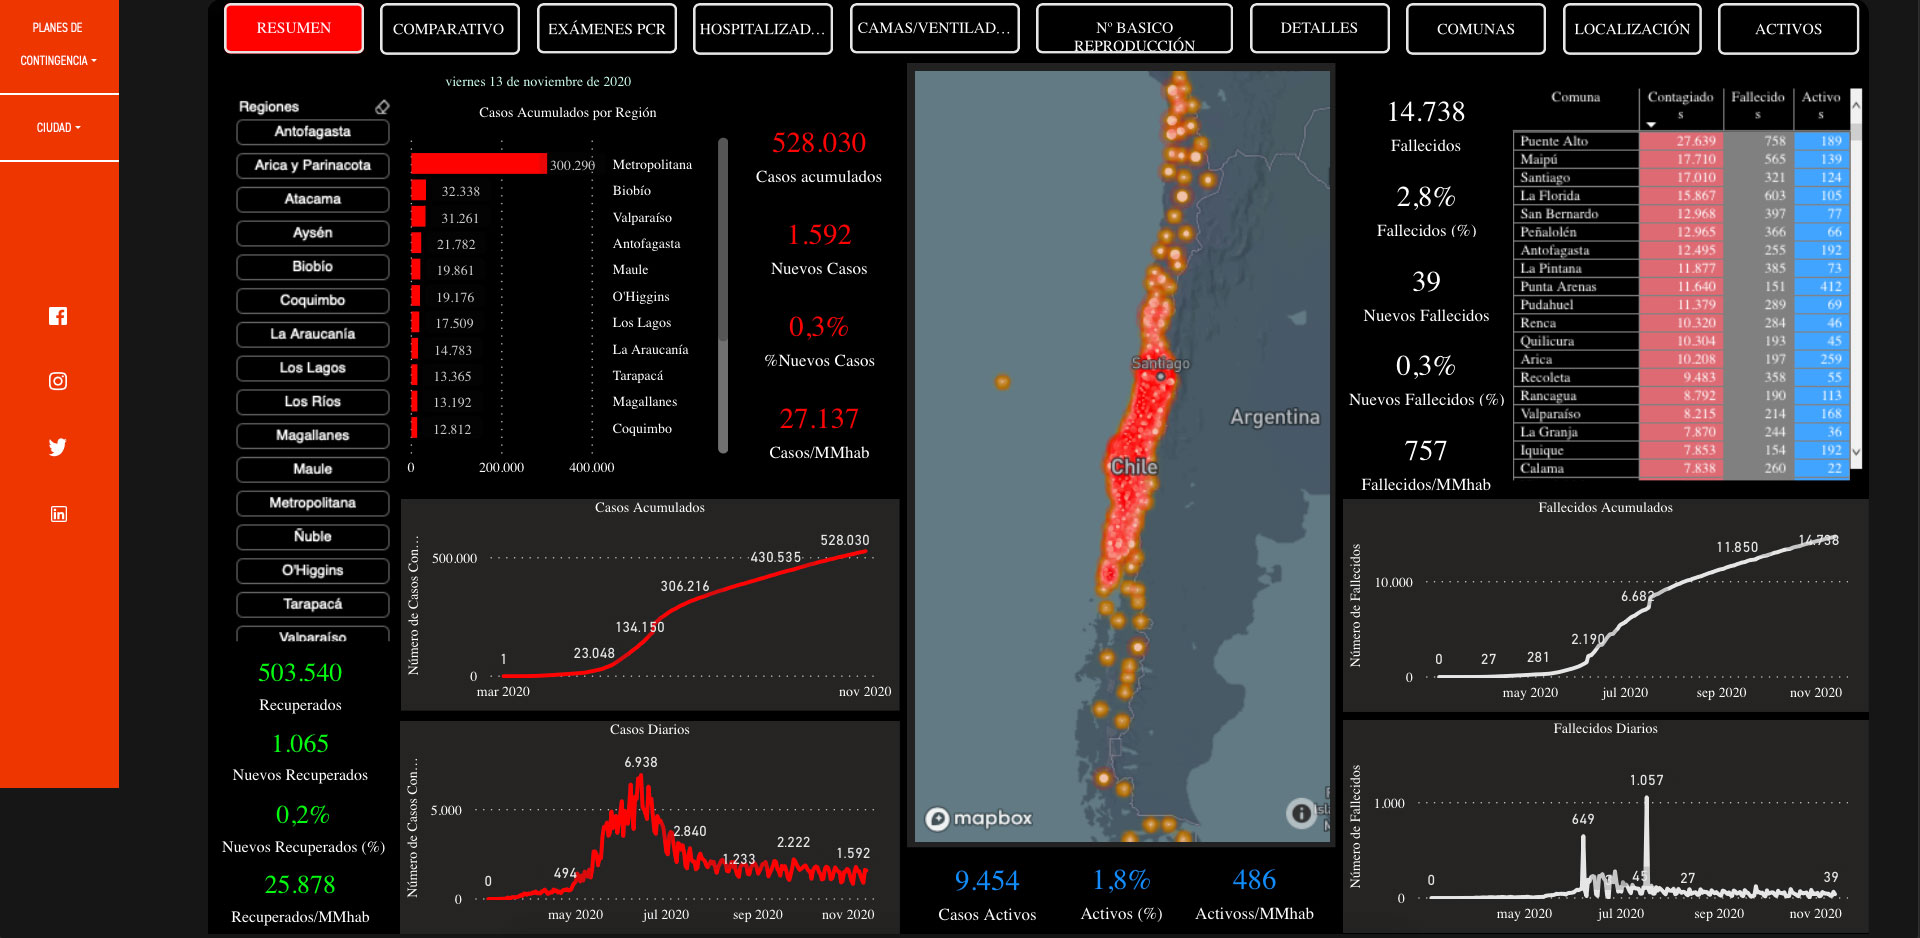 PLANES DE
CONTINGENCIA
CIUDAD
RESUMEN
COMPARATIVO
EXÁMENES PCR
HOSPITALIZAD...
CAMAS/VENTILAD...
Nº BASICO
REPRODUCCIÓN
DETALLES
COMUNAS
LOCALIZACIÓN
ACTIVOS
viernes 13 de noviembre de 2020
Regiones
Antofagasta
Arica y Parinacota
Atacama
Aysén
Biobío
Coquimbo
La Araucanía
Los Lagos
Los Ríos
Magallanes
Maule
Metropolitana
Ñuble
O'Higgins
Tarapacá
Valparaíso
503.540
Recuperados
1.065
Nuevos Recuperados
0,2%
Nuevos Recuperados (%)
25.878
Recuperados/MMhab
Casos Acumulados por Región
300.290 Metropolitana
32.338 Biobío
31.261 Valparaíso
21.782 Antofagasta
19.861 Maule
19.176 O'Higgins
17.509 Los Lagos
14.783 La Araucanía
13.365 Tarapacá
13.192 Magallanes
12.812 Coquimbo
0 200.000 400.000
528.030
Casos acumulados
1.592
Nuevos Casos
0,3%
%Nuevos Casos
27.137
Casos/MMhab
Casos Acumulados
Número de Casos Con...
500.000
0
1
23.048
134.150
306.216
430.535
528.030
mar 2020 nov 2020
Casos Diarios
Número de Casos Con...
5.000
0
0
494
6.938
2.840
1.233
2.222
1.592
may 2020 jul 2020 sep 2020 nov 2020
Santiago
Argentina
Chile
mapbox
9.454
Casos Activos
1,8%
Activos (%)
486
Activoss/MMhab
14.738
Fallecidos
2,8%
Fallecidos (%)
39
Nuevos Fallecidos
0,3%
Nuevos Fallecidos (%)
757
Fallecidos/MMhab
Comuna Contagiado Fallecido Activo
s s s
Puente Alto 27.639 758 189
Maipú 17.710 565 139
Santiago 17.010 321 124
La Florida 15.867 603 105
San Bernardo 12.968 397 77
Peñalolén 12.965 366 66
Antofagasta 12.495 255 192
La Pintana 11.877 385 73
Punta Arenas 11.640 151 412
Pudahuel 11.379 289 69
Renca 10.320 284 46
Quilicura 10.304 193 45
Arica 10.208 197 259
Recoleta 9.483 358 55
Rancagua 8.792 190 113
Valparaíso 8.215 214 168
La Granja 7.870 244 36
Iquique 7.853 154 192
Calama 7.838 260 22
Fallecidos Acumulados
Número de Fallecidos
10.000
0
0
27
281
2.190
6.682
11.850
14.738
may 2020 jul 2020 sep 2020 nov 2020
Fallecidos Diarios
Número de Fallecidos
1.000
0
0
649
1.057
45
27
39
may 2020 jul 2020 sep 2020 nov 2020